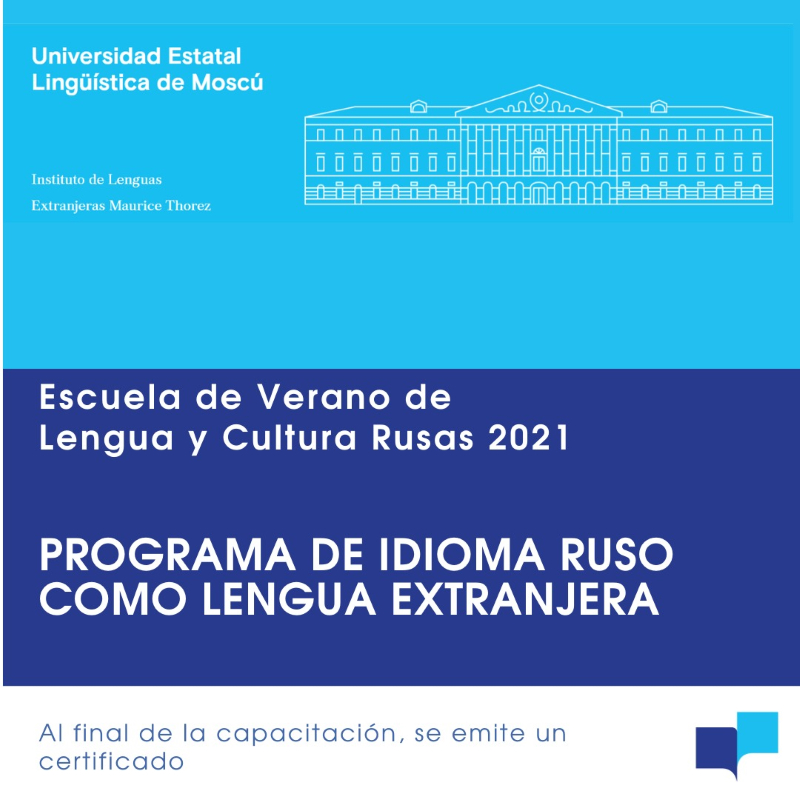 Universidad Estatal
Lingüística de Moscú
Instituto de Lenguas
Extranjeras Maurice Thorez
Escuela de Verano de
Lengua y Cultura Rusas 2021
PROGRAMA DE IDIOMA RUSO
COMO LENGUA EXTRANJERA
Al final de la capacitación, se emite un
certificado